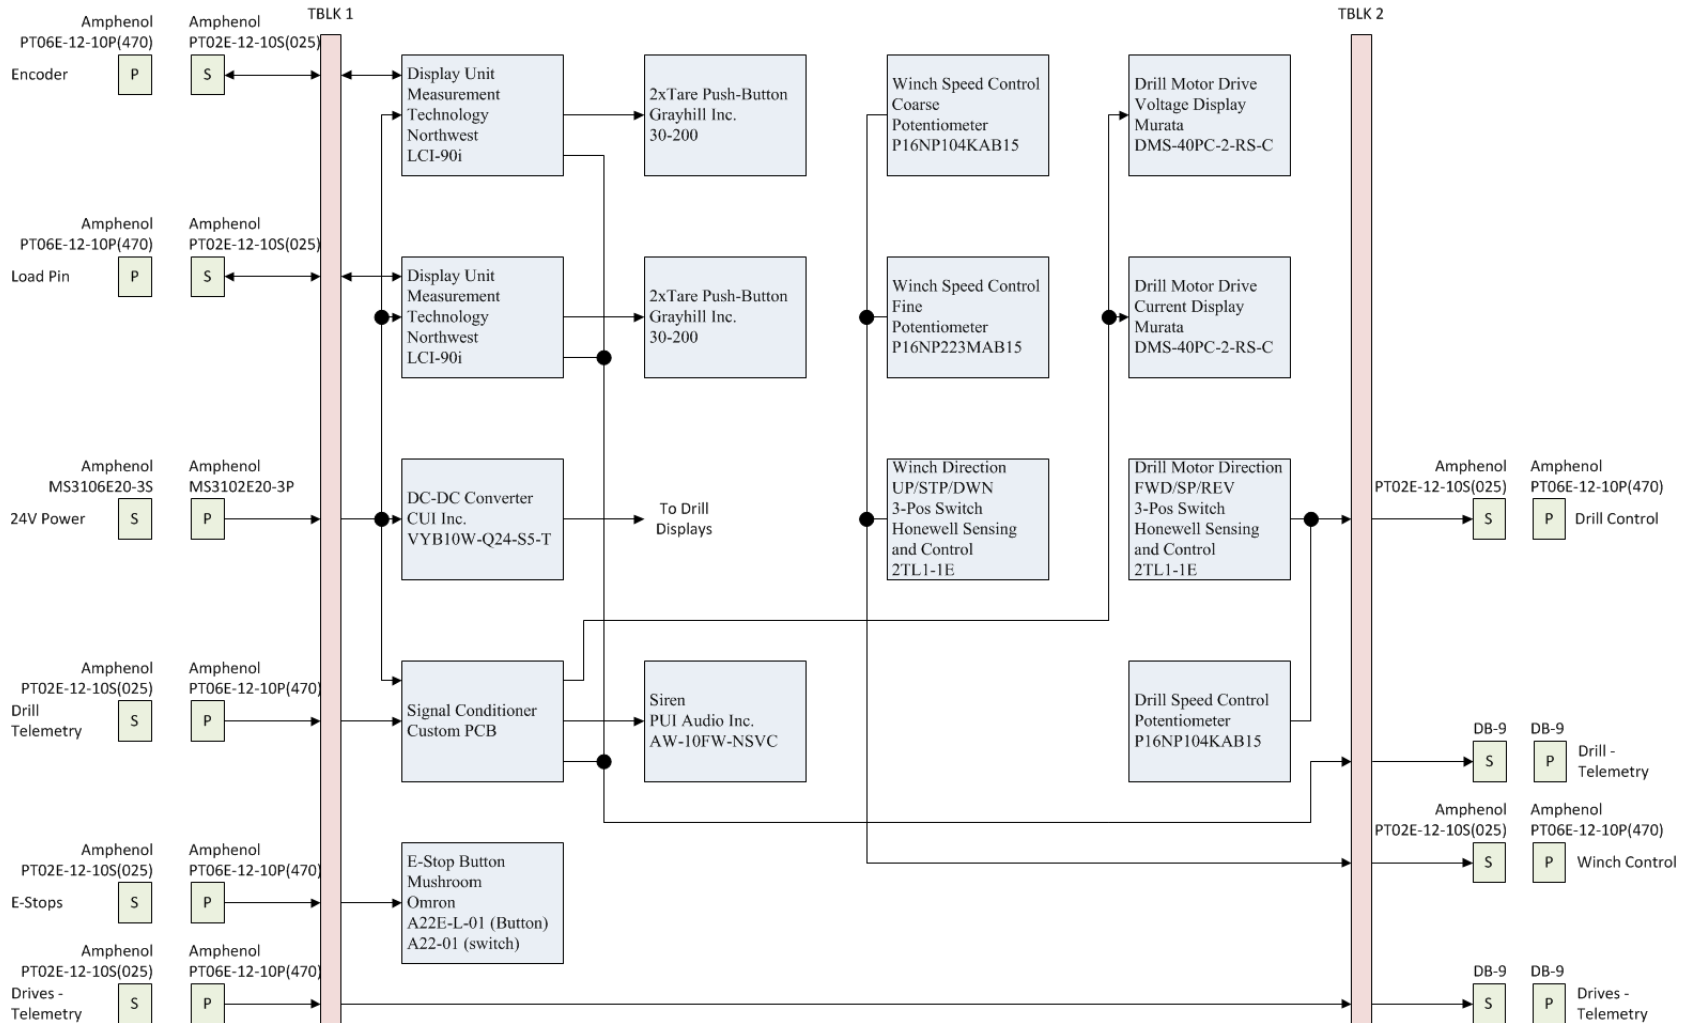 TBLK 1
TBLK 2
Amphenol
PT06E-12-10P(470)
Amphenol
PT02E-12-10S(025)
Encoder
P
S
Display Unit
Measurement
Technology
Northwest
LCI-90i
2xTare Push-Button
Grayhill Inc.
30-200
Winch Speed Control
Coarse
Potentiometer
P16NP104KAB15
Drill Motor Drive
Voltage Display
Murata
DMS-40PC-2-RS-C
Amphenol
PT06E-12-10P(470)
Amphenol
PT02E-12-10S(025)
Load Pin
P
S
Display Unit
Measurement
Technology
Northwest
LCI-90i
2xTare Push-Button
Grayhill Inc.
30-200
Winch Speed Control
Fine
Potentiometer
P16NP223MAB15
Drill Motor Drive
Current Display
Murata
DMS-40PC-2-RS-C
Amphenol
MS3106E20-3S
Amphenol
MS3102E20-3P
24V Power
S
P
DC-DC Converter
CUI Inc.
VYB10W-Q24-S5-T
To Drill
Displays
Winch Direction
UP/STP/DWN
3-Pos Switch
Honewell Sensing
and Control
2TL1-1E
Drill Motor Direction
FWD/SP/REV
3-Pos Switch
Honewell Sensing
and Control
2TL1-1E
Amphenol
PT02E-12-10S(025)
Amphenol
PT06E-12-10P(470)
S
P
Drill Control
Amphenol
PT02E-12-10S(025)
Amphenol
PT06E-12-10P(470)
Drill
Telemetry
S
P
Signal Conditioner
Custom PCB
Siren
PUI Audio Inc.
AW-10FW-NSVC
Drill Speed Control
Potentiometer
P16NP104KAB15
DB-9
DB-9
S
P
Drill -
Telemetry
Amphenol
PT02E-12-10S(025)
Amphenol
PT06E-12-10P(470)
S
P
Winch Control
Amphenol
PT02E-12-10S(025)
Amphenol
PT06E-12-10P(470)
E-Stops
S
P
E-Stop Button
Mushroom
Omron
A22E-L-01 (Button)
A22-01 (switch)
Amphenol
PT02E-12-10S(025)
Amphenol
PT06E-12-10P(470)
Drives -
Telemetry
S
P
DB-9
DB-9
S
P
Drives -
Telemetry